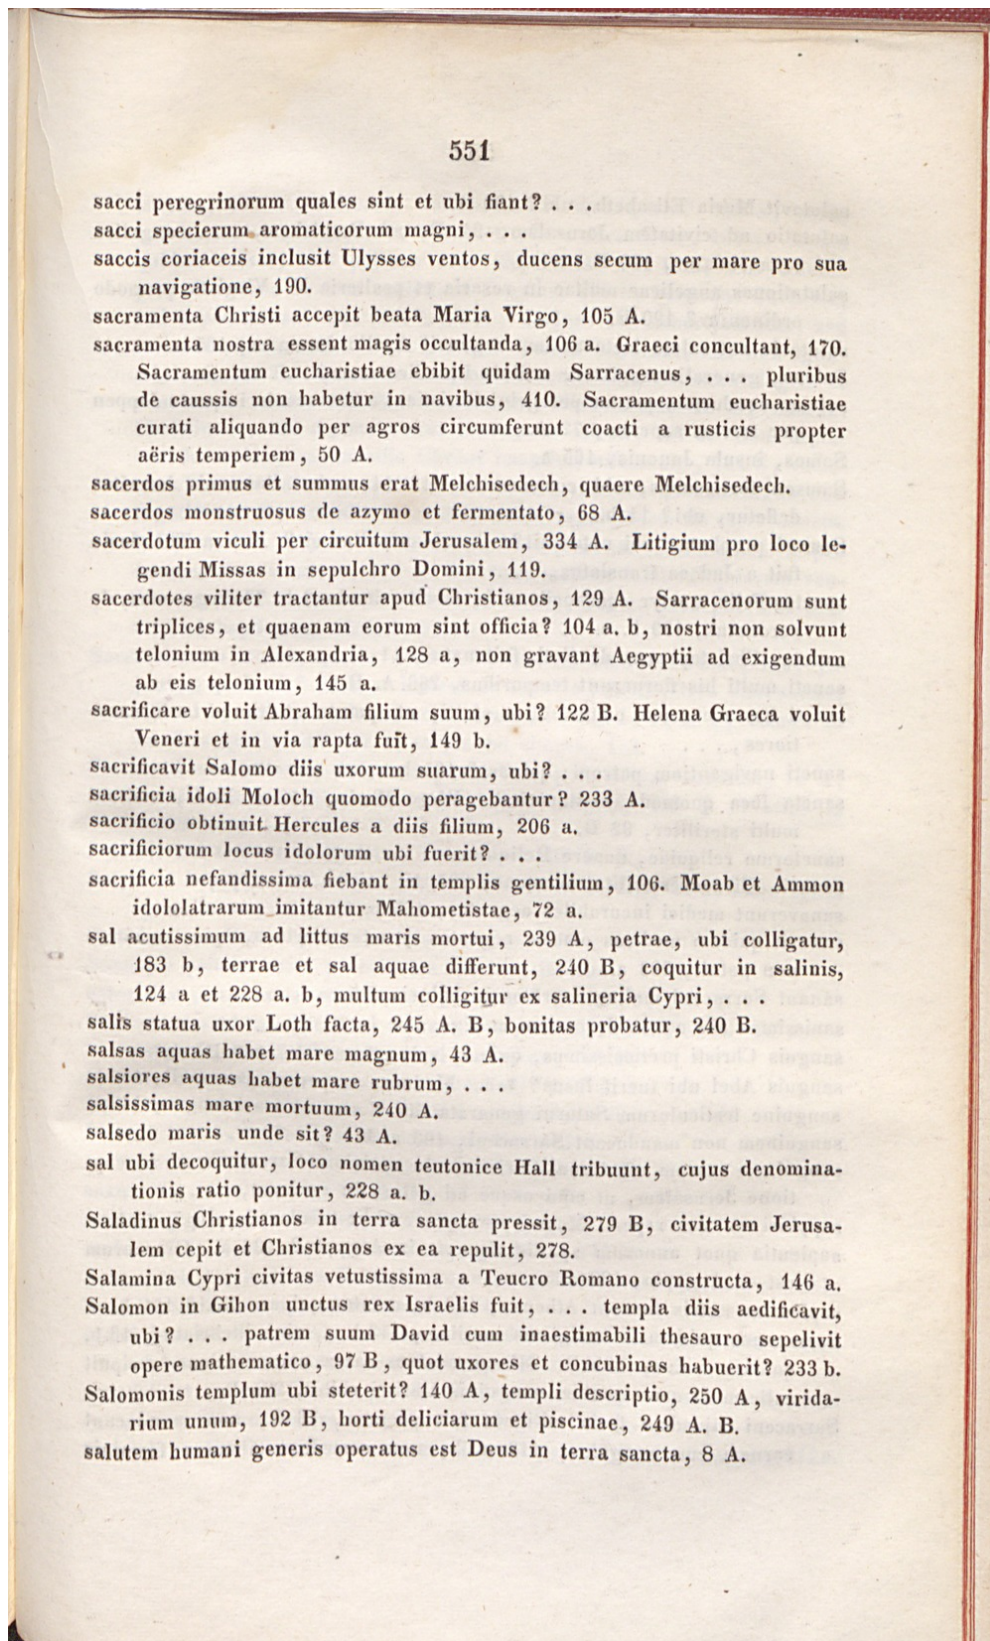 551
sacci peregrinorum quales sint et ubi fiant? . . .
sacci specierum aromaticorum magni, . . .
saccis coriaceis inclusit Ulysses ventos, ducens secum per mare pro sua
navigatione, 190.
sacramenta Christi accepit beata Maria Virgo, 105 A.
sacramenta nostra essent magis occultanda, 106 a. Graeci concultant, 170.
Sacramentum eucharistiae ebibit quidam Sarracenus, . . . pluribus
de caussis non habetur in navibus, 410. Sacramentum eucharistiae
curati aliquando per agros circumferunt coacti a rusticis propter
aëris temperiem, 50 A.
sacerdos primus et summus erat Melchisedech, quaere Melchisedech.
sacerdos monstruosus de azymo et fermentato, 68 A.
sacerdotum viculi per circuitum Jerusalem, 334 A. Litigium pro loco le-
gendi Missas in sepulchro Domini, 119.
sacerdotes viliter tractantur apud Christianos, 129 A. Sarracenorum sunt
triplices, et quaenam eorum sint officia? 104 a. b, nostri non solvunt
telonium in Alexandria, 128 a, non gravant Aegyptii ad exigendum
ab eis telonium, 145 a.
sacrificare voluit Abraham filium suum, ubi? 122 B. Helena Graeca voluit
Veneri et in via rapta fuit, 149 b.
sacrificavit Salomo diis uxorum suarum, ubi? . . .
sacrificia idoli Moloch quomodo peragebantur? 233 A.
sacrificio obtinuit Hercules a diis filium, 206 a.
sacrificiorum locus idolorum ubi fuerit? . . .
sacrificia nefandissima fiebant in templis gentilium, 106. Moab et Ammon
idololatrarum imitantur Mahometistae, 72 a.
sal acutissimum ad littus maris mortui, 239 A, petrae, ubi colligatur,
183 b, terrae et sal aquae differunt, 240 B, coquitur in salinis,
124 a et 228 a. b, multum colligitur ex salineria Cypri, . . .
salis statua uxor Loth facta, 245 A. B, bonitas probatur, 240 B.
salsas aquas habet mare magnum, 43 A.
salsiores aquas habet mare rubrum, . . .
salsissimas mare mortuum, 240 A.
salsedo maris unde sit? 43 A.
sal ubi decoquitur, loco nomen teutonice Hall tribuunt, cujus denomina-
tionis ratio ponitur, 228 a. b.
Saladinus Christianos in terra sancta pressit, 279 B, civitatem Jerusa-
lem cepit et Christianos ex ea repulit, 278.
Salamina Cypri civitas vetustissima a Teucro Romano constructa, 146 a.
Salomon in Gihon unctus rex Israelis fuit, . . . templa diis aedificavit,
ubi? . . . patrem suum David cum inaestimabili thesauro sepelivit
opere mathematico, 97 B, quot uxores et concubinas habuerit? 233 b.
Salomonis templum ubi steterit? 140 A, templi descriptio, 250 A, virida-
rium unum, 192 B, horti deliciarum et piscinae, 249 A. B.
salutem humani generis operatus est Deus in terra sancta, 8 A.